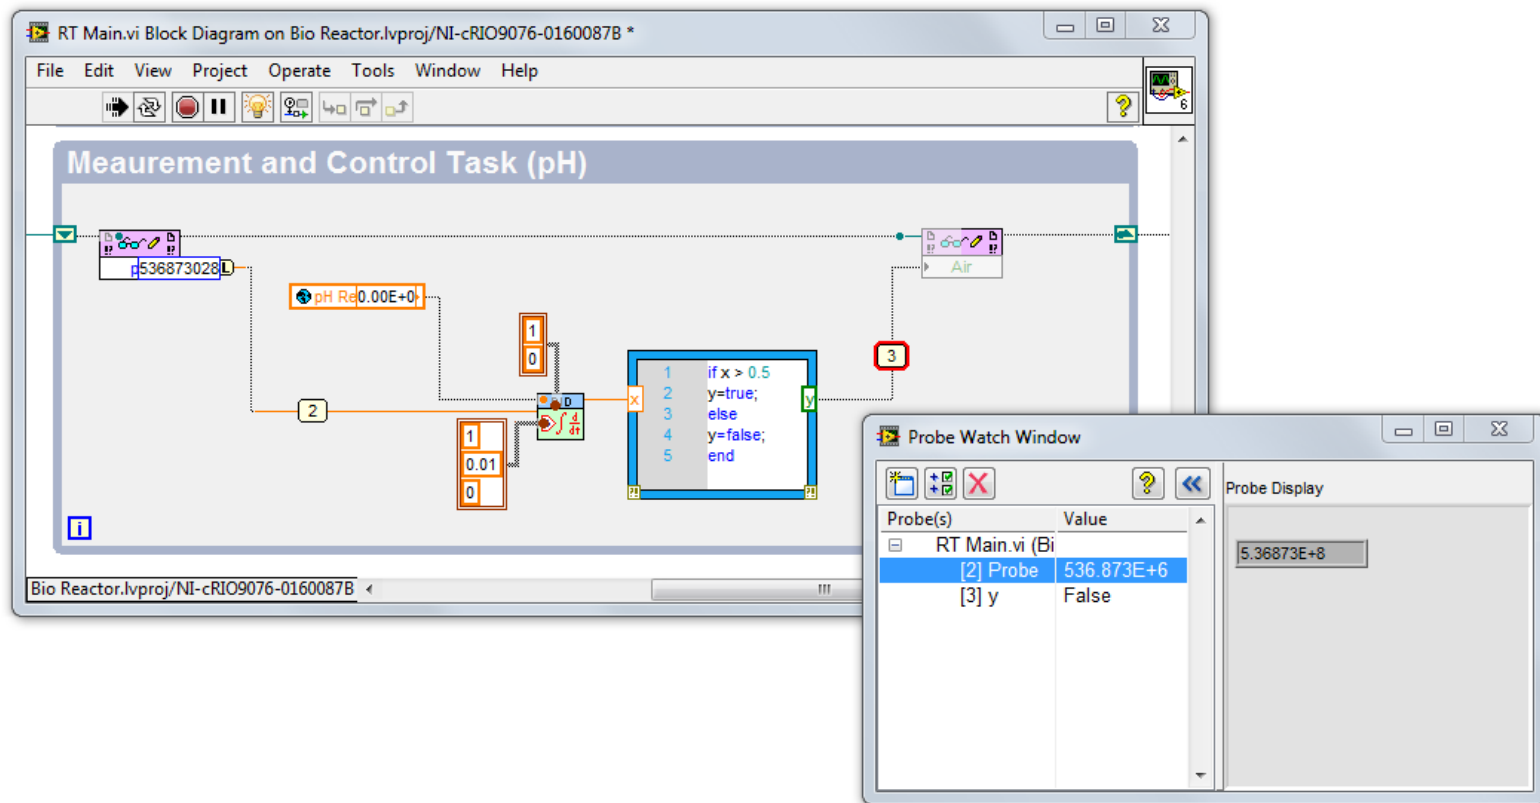 RT Main.vi Block Diagram on Bio Reactor.lvproj/NI-cRIO9076-0160087B *
File Edit View Project Operate Tools Window Help
6
Meaurement and Control Task (pH)
p536873028
Air
pH Re 0.00E+0
1
0
3
1 if x > 0.5
2 y=true;
3 else
4 y=false;
5 end
x
y
2
1
0.01
0
i
Bio Reactor.lvproj/NI-cRIO9076-0160087B
Probe Watch Window
Probe Display
Probe(s) Value
RT Main.vi (Bi
[2] Probe 536.873E+6
[3] y False
5.36873E+8